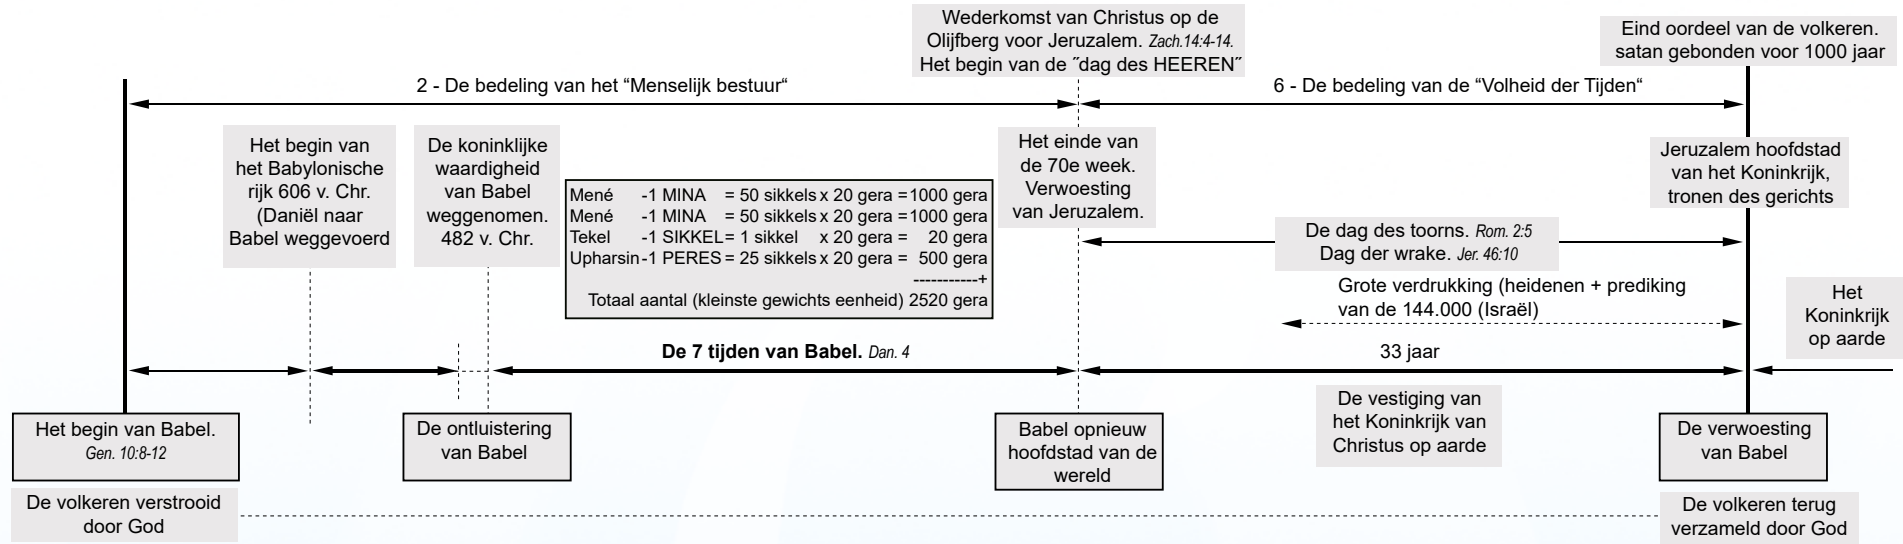 Wederkomst van Christus op de
Olijfberg voor Jeruzalem. Zach.14:4-14.
Het begin van de ˝dag des HEEREN˝
Eind oordeel van de volkeren.
satan gebonden voor 1000 jaar
2 - De bedeling van het “Menselijk bestuur“
6 - De bedeling van de “Volheid der Tijden“
Het begin van
het Babylonische
rijk 606 v. Chr.
(Daniël naar
Babel weggevoerd
De koninklijke
waardigheid
van Babel
weggenomen.
482 v. Chr.
Mené -1 MINA = 50 sikkels x 20 gera =1000 gera
Mené -1 MINA = 50 sikkels x 20 gera =1000 gera
Tekel -1 SIKKEL= 1 sikkel x 20 gera = 20 gera
Upharsin-1 PERES = 25 sikkels x 20 gera = 500 gera
-----------+
Totaal aantal (kleinste gewichts eenheid) 2520 gera
Het einde van
de 70e week.
Verwoesting
van Jeruzalem.
Jeruzalem hoofdstad
van het Koninkrijk,
tronen des gerichts
De dag des toorns. Rom. 2:5
Dag der wrake. Jer. 46:10
Grote verdrukking (heidenen + prediking
van de 144.000 (Israël)
Het
Koninkrijk
op aarde
De 7 tijden van Babel. Dan. 4
33 jaar
Het begin van Babel.
Gen. 10:8-12
De ontluistering
van Babel
Babel opnieuw
hoofdstad van de
wereld
De vestiging van
het Koninkrijk van
Christus op aarde
De verwoesting
van Babel
De volkeren verstrooid
door God
De volkeren terug
verzameld door God